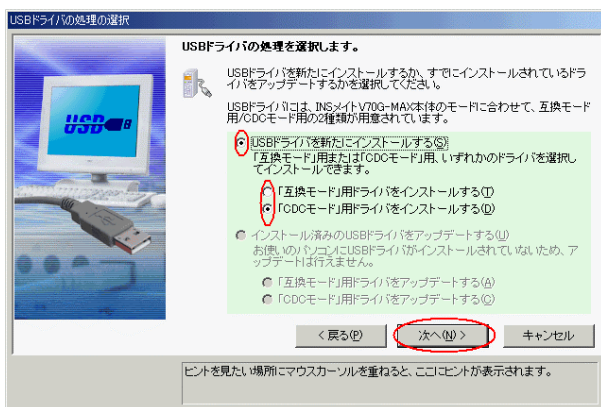 USBドライバの処理の選択
USBドライバの処理を選択します。
USBドライバを新たにインストールするか、すでにインストールされているドラ
イバをアップデートするかを選択してください。
USBドライバには、INSメイトV70G-MAX本体のモードに合わせて、互換モード
用/CDCモード用の2種類が用意されています。
USB
USBドライバを新たにインストールする(S)
「互換モード」用または「CDCモード」用、いずれかのドライバを選択し
てインストールできます。
「互換モード」用ドライバをインストールする(T)
「CDCモード」用ドライバをインストールする(D)
インストール済みのUSBドライバをアップデートする(U)
お使いのパソコンにUSBドライバがインストールされていないため、ア
ップデートは行えません。
「互換モード」用ドライバをアップデートする(A)
「CDCモード」用ドライバをアップデートする(C)
< 戻る(P)
次へ(N) >
キャンセル
ヒントを見たい場所にマウスカーソルを重ねると、ここにヒントが表示されます。